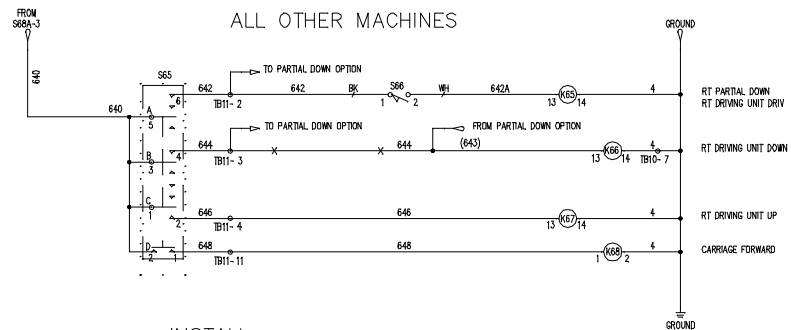 ALL OTHER MACHINES
FROM
S68A-3
GROUND
640
S65
TO PARTIAL DOWN OPTION
642
642
BK
S66
WH
642A
K65
4
RT PARTIAL DOWN
RT DRIVING UNIT DRIV
6
TB11-2
1
2
13
14
640
A
5
TO PARTIAL DOWN OPTION
FROM PARTIAL DOWN OPTION
644
644
(643)
K66
4
RT DRIVING UNIT DOWN
B
4
TB11-3
13
14
TB10-7
3
C
1
646
646
K67
4
RT DRIVING UNIT UP
2
TB11-4
13
14
D
648
648
K68
4
CARRIAGE FORWARD
2
1
TB11-11
1
2
GROUND
INSTALL